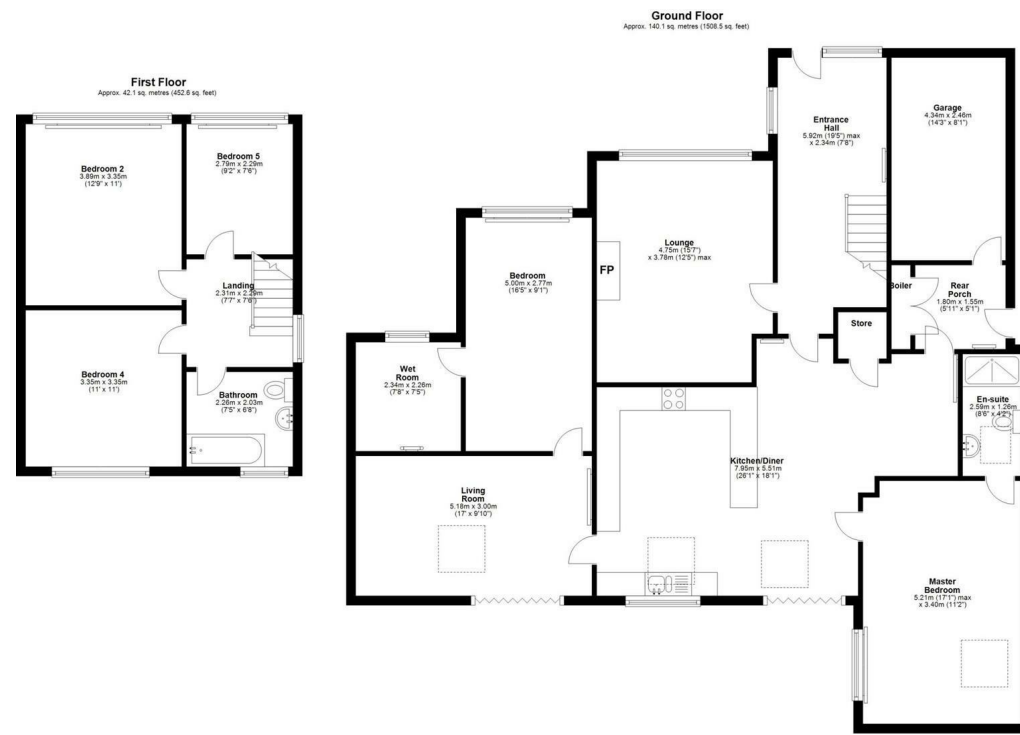 First Floor
Approx. 42.1 sq. metres (452.6 sq. feet)
Bedroom 2
3.89m x 3.35m
(12'9" x 11')
Bedroom 5
2.79m x 2.29m
(9'2" x 7'6")
Landing
2.31m x 2.29m
(7'7" x 7'6")
Bedroom 4
3.35m x 3.35m
(11' x 11')
Bathroom
2.26m x 2.03m
(7'5" x 6'8")
Ground Floor
Approx. 140.1 sq. metres (1508.5 sq. feet)
Entrance
Hall
5.92m (19'5") max
x 2.34m (7'8")
Garage
4.34m x 2.46m
(14'3" x 8'1")
Lounge
4.75m (15'7")
x 3.78m (12'5") max
FP
Bedroom
5.00m x 2.77m
(16'5" x 9'1")
Boiler
Rear
Porch
1.80m x 1.55m
(5'11" x 5'1")
Store
Wet
Room
2.34m x 2.26m
(7'8" x 7'5")
En-suite
2.59m x 1.26m
(8'6" x 4'2")
Kitchen/Diner
7.95m x 5.51m
(26'1" x 18'1")
Living
Room
5.18m x 3.00m
(17' x 9'10")
Master
Bedroom
5.21m (17'1") max
x 3.40m (11'2")